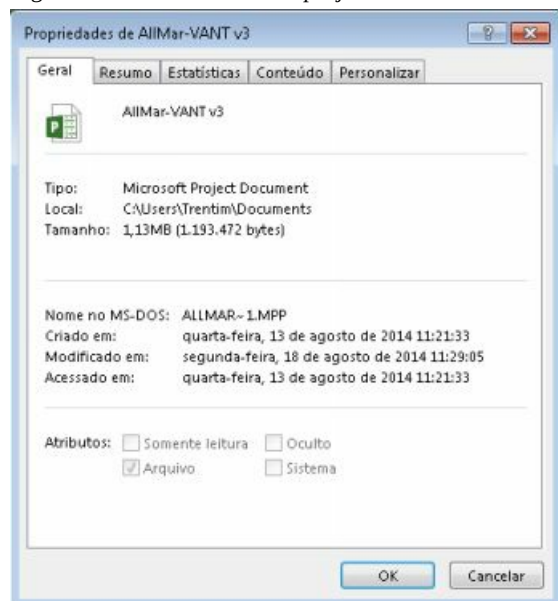 Propriedades de AllMar-VANT v3
Geral Resumo Estatísticas Conteúdo Personalizar
AllMar-VANT v3
Tipo: Microsoft Project Document
Local: C:\Users\Trentim\Documents
Tamanho: 1,13MB (1.193.472 bytes)
Nome no MS-DOS: ALLMAR~1.MPP
Criado em: quarta-feira, 13 de agosto de 2014 11:21:33
Modificado em: segunda-feira, 18 de agosto de 2014 11:29:05
Acessado em: quarta-feira, 13 de agosto de 2014 11:21:33
Atributos: Somente leitura Oculto
Arquivo Sistema
OK Cancelar